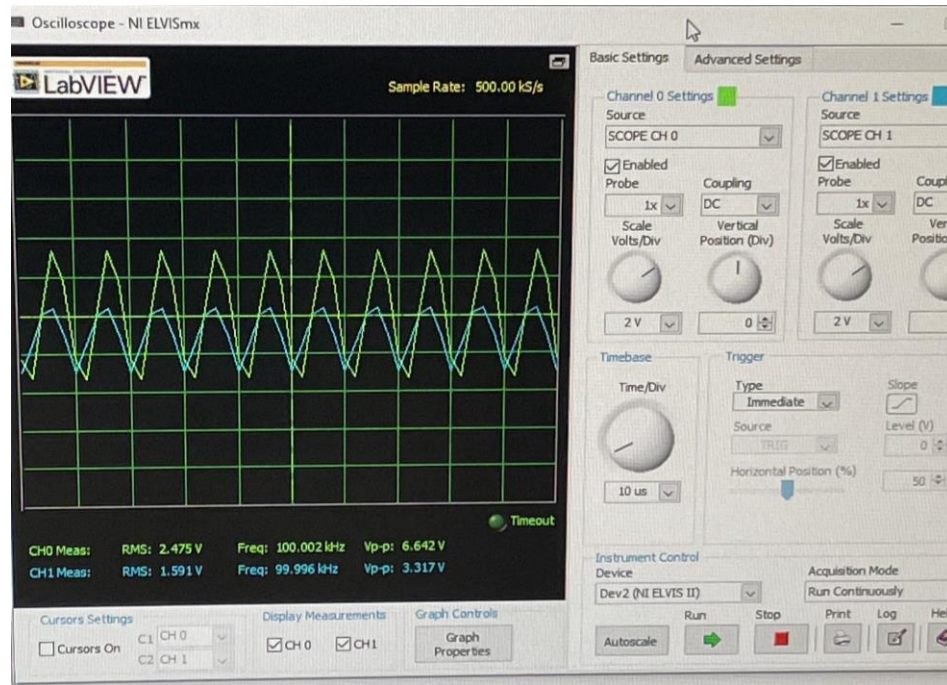 Oscilloscope - NI ELVISmx
LabVIEW
Sample Rate: 500.00 kS/s
CH0 Meas: RMS: 2.475 V Freq: 100.002 kHz Vp-p: 6.642 V
CH1 Meas: RMS: 1.591 V Freq: 99.996 kHz Vp-p: 3.317 V
Timeout
Cursors Settings
Cursors On
C1 CH 0
C2 CH 1
Display Measurements
CH 0 CH 1
Graph Controls
Graph
Properties
Basic Settings Advanced Settings
Channel 0 Settings
Source
SCOPE CH 0
Enabled
Probe Coupling
1x DC
Scale Vertical
Volts/Div Position (Div)
2 V 0
Channel 1 Settings
Source
SCOPE CH 1
Enabled
Probe Coupl
1x DC
Scale Ver
Volts/Div Positio
2 V
Timebase
Time/Div
10 us
Trigger
Type Slope
Immediate
Source Level (V)
TRIG 0
Horizontal Position (%)
50
Instrument Control
Device Acquisition Mode
Dev2 (NI ELVIS II) Run Continuously
Run Stop Print Log Hel
Autoscale